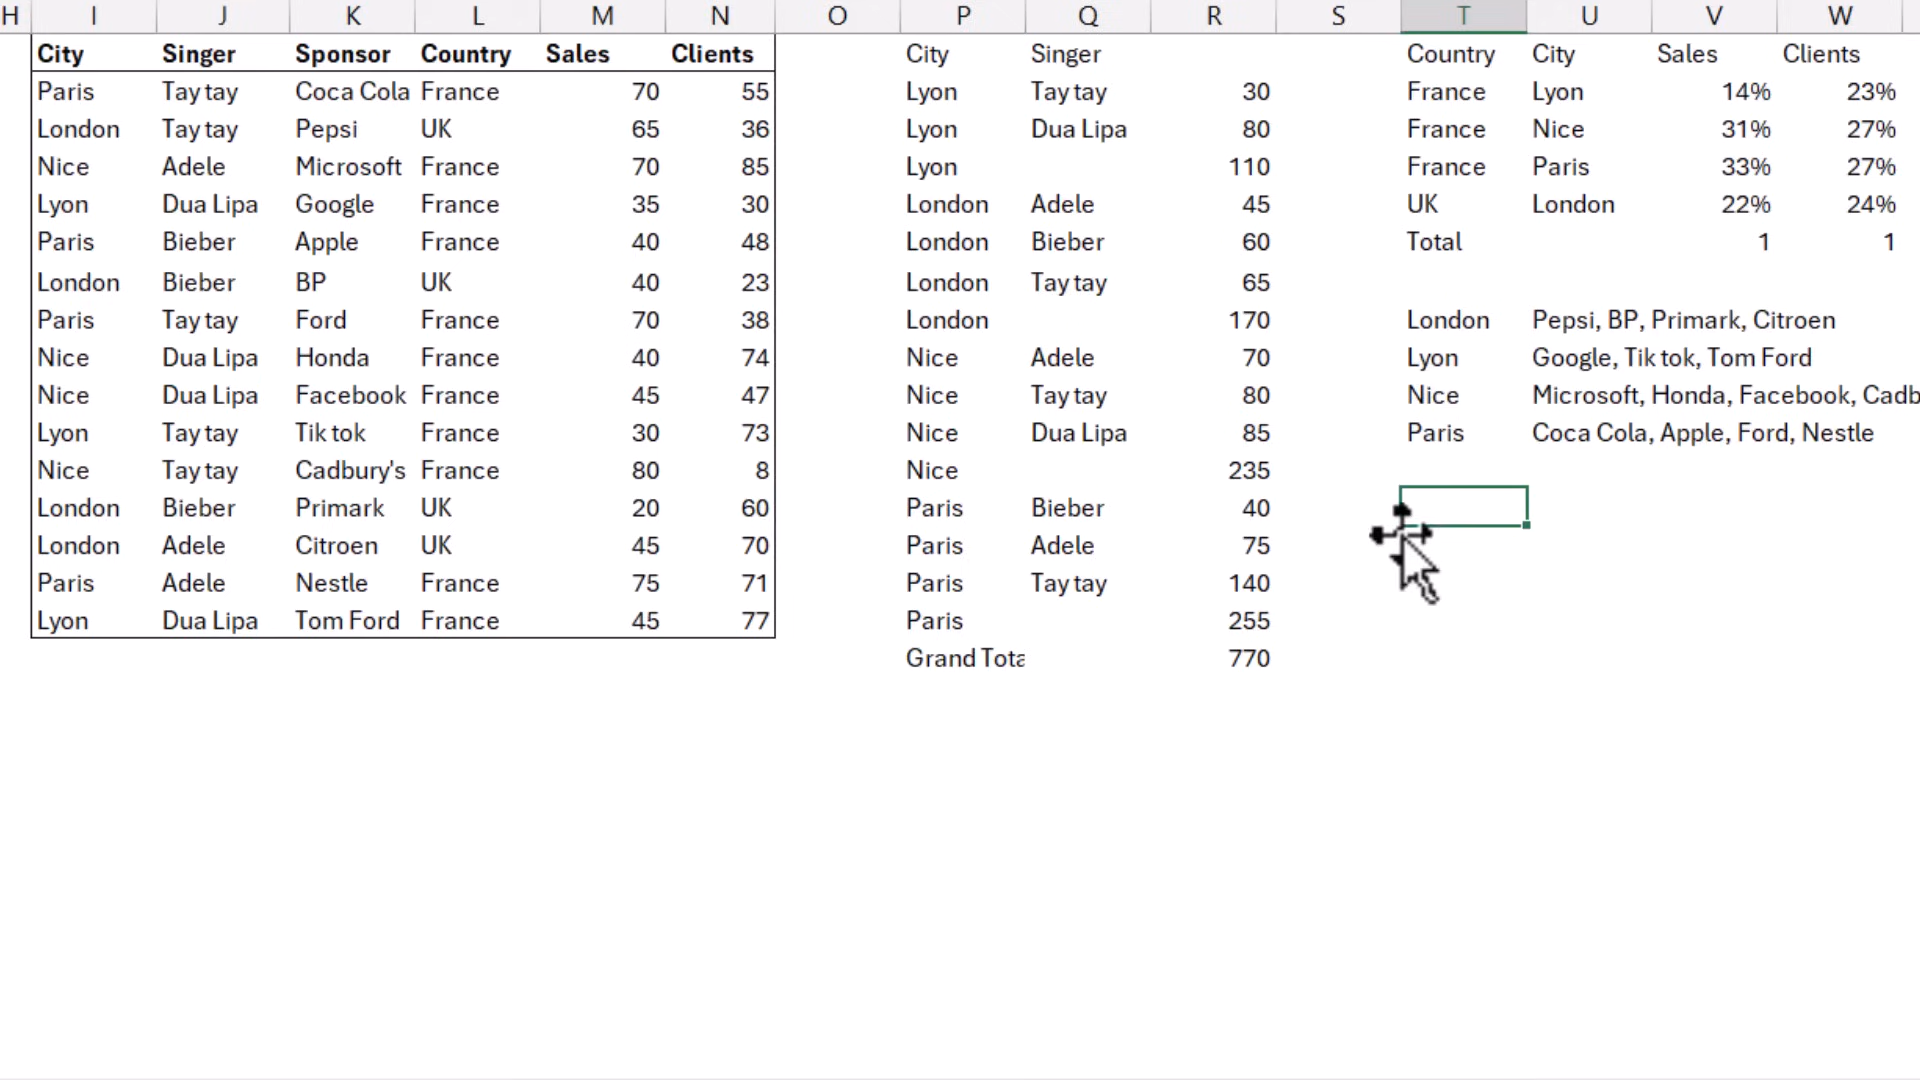 H I J K L M N O P Q R S T U V W
City Singer Sponsor Country Sales Clients City Singer Country City Sales Clients
Paris Tay tay Coca Cola France 70 55 Lyon Tay tay 30 France Lyon 14% 23%
London Tay tay Pepsi UK 65 36 Lyon Dua Lipa 80 France Nice 31% 27%
Nice Adele Microsoft France 70 85 Lyon 110 France Paris 33% 27%
Lyon Dua Lipa Google France 35 30 London Adele 45 UK London 22% 24%
Paris Bieber Apple France 40 48 London Bieber 60 Total 1 1
London Bieber BP UK 40 23 London Tay tay 65
Paris Tay tay Ford France 70 38 London 170 London Pepsi, BP, Primark, Citroen
Nice Dua Lipa Honda France 40 74 Nice Adele 70 Lyon Google, Tik tok, Tom Ford
Nice Dua Lipa Facebook France 45 47 Nice Tay tay 80 Nice Microsoft, Honda, Facebook, Cadb
Lyon Tay tay Tik tok France 30 73 Nice Dua Lipa 85 Paris Coca Cola, Apple, Ford, Nestle
Nice Tay tay Cadbury's France 80 8 Nice 235
London Bieber Primark UK 20 60 Paris Bieber 40
London Adele Citroen UK 45 70 Paris Adele 75
Paris Adele Nestle France 75 71 Paris Tay tay 140
Lyon Dua Lipa Tom Ford France 45 77 Paris 255
Grand Tota 770